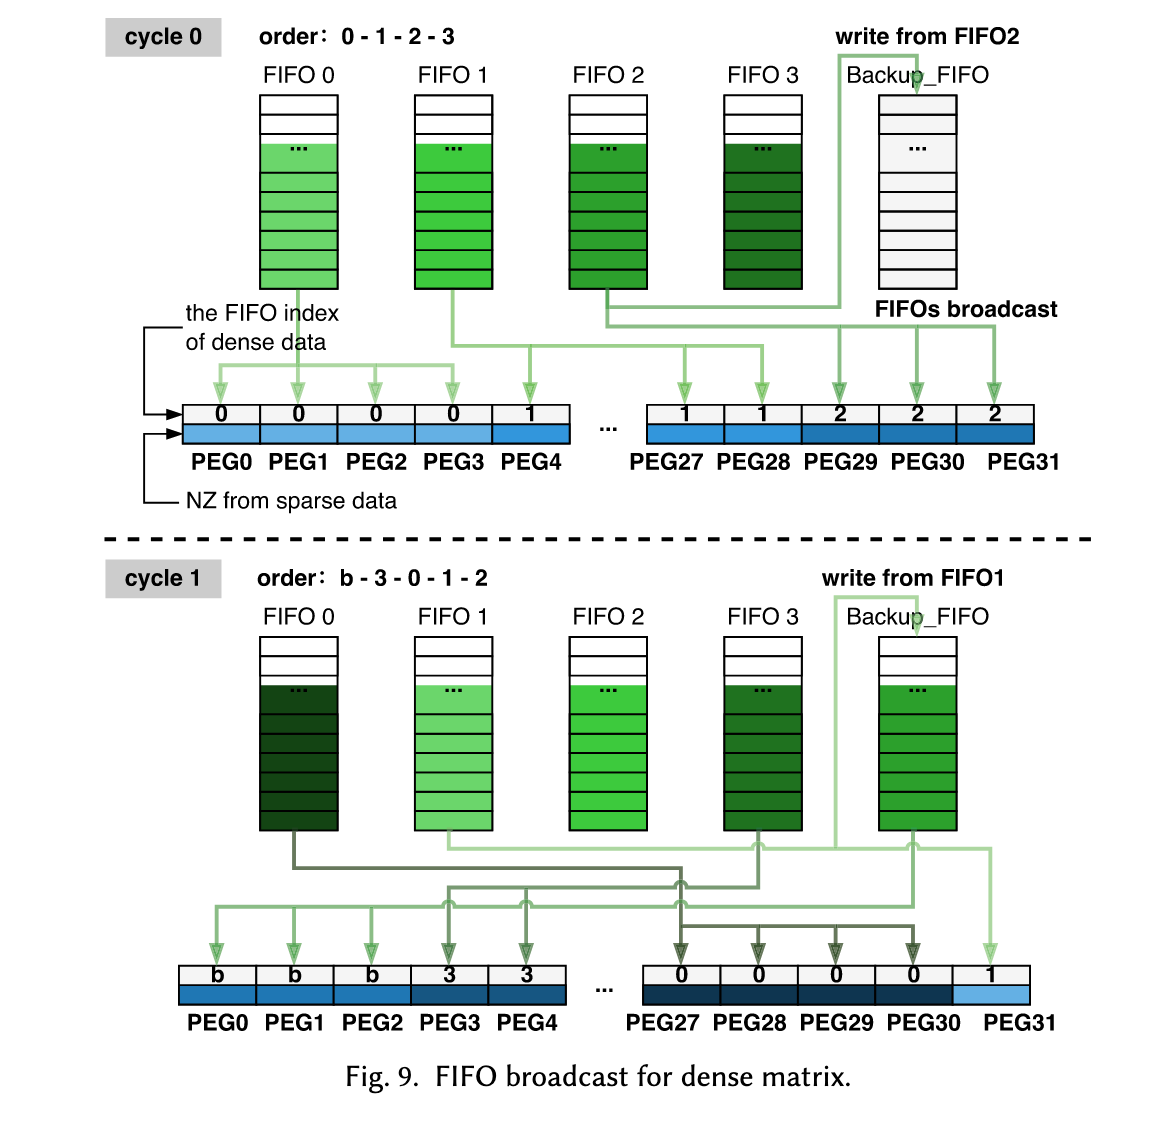 cycle 0
order: 0 - 1 - 2 - 3
write from FIFO2
FIFO 0 FIFO 1 FIFO 2 FIFO 3 Backup_FIFO
... ... ... ... ...
the FIFO index
of dense data
FIFOs broadcast
0 0 0 0 1 ... 1 1 2 2 2
PEG0 PEG1 PEG2 PEG3 PEG4 PEG27 PEG28 PEG29 PEG30 PEG31
NZ from sparse data
cycle 1
order: b - 3 - 0 - 1 - 2
write from FIFO1
FIFO 0 FIFO 1 FIFO 2 FIFO 3 Backup_FIFO
... ... ... ... ...
b b b 3 3 ... 0 0 0 0 1
PEG0 PEG1 PEG2 PEG3 PEG4 PEG27 PEG28 PEG29 PEG30 PEG31
Fig. 9. FIFO broadcast for dense matrix.